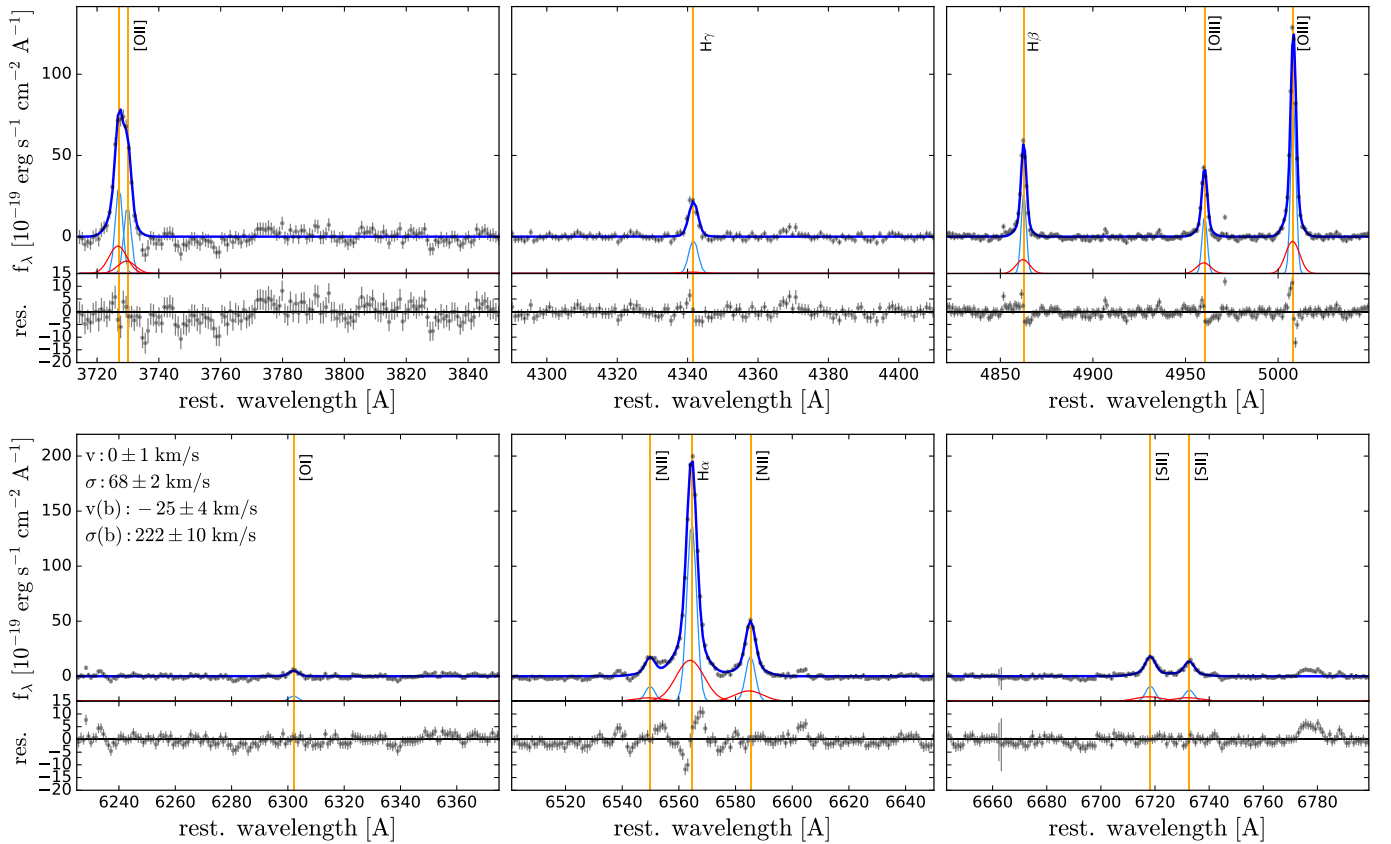 [OII]
Hγ
Hβ
[OIII]
[OIII]
f_λ [10⁻¹⁹ erg s⁻¹ cm⁻² A⁻¹]
100
50
0
res.
15
10
5
0
−5
−10
−15
−20
3720 3740 3760 3780 3800 3820 3840
4300 4320 4340 4360 4380 4400
4850 4900 4950 5000
rest. wavelength [A]
rest. wavelength [A]
rest. wavelength [A]
v: 0 ± 1 km/s
σ: 68 ± 2 km/s
v(b): −25 ± 4 km/s
σ(b): 222 ± 10 km/s
[OI]
[NII]
Hα
[NII]
[SII]
[SII]
f_λ [10⁻¹⁹ erg s⁻¹ cm⁻² A⁻¹]
200
150
100
50
0
res.
15
10
5
0
−5
−10
−15
−20
6240 6260 6280 6300 6320 6340 6360
6520 6540 6560 6580 6600 6620 6640
6660 6680 6700 6720 6740 6760 6780
rest. wavelength [A]
rest. wavelength [A]
rest. wavelength [A]